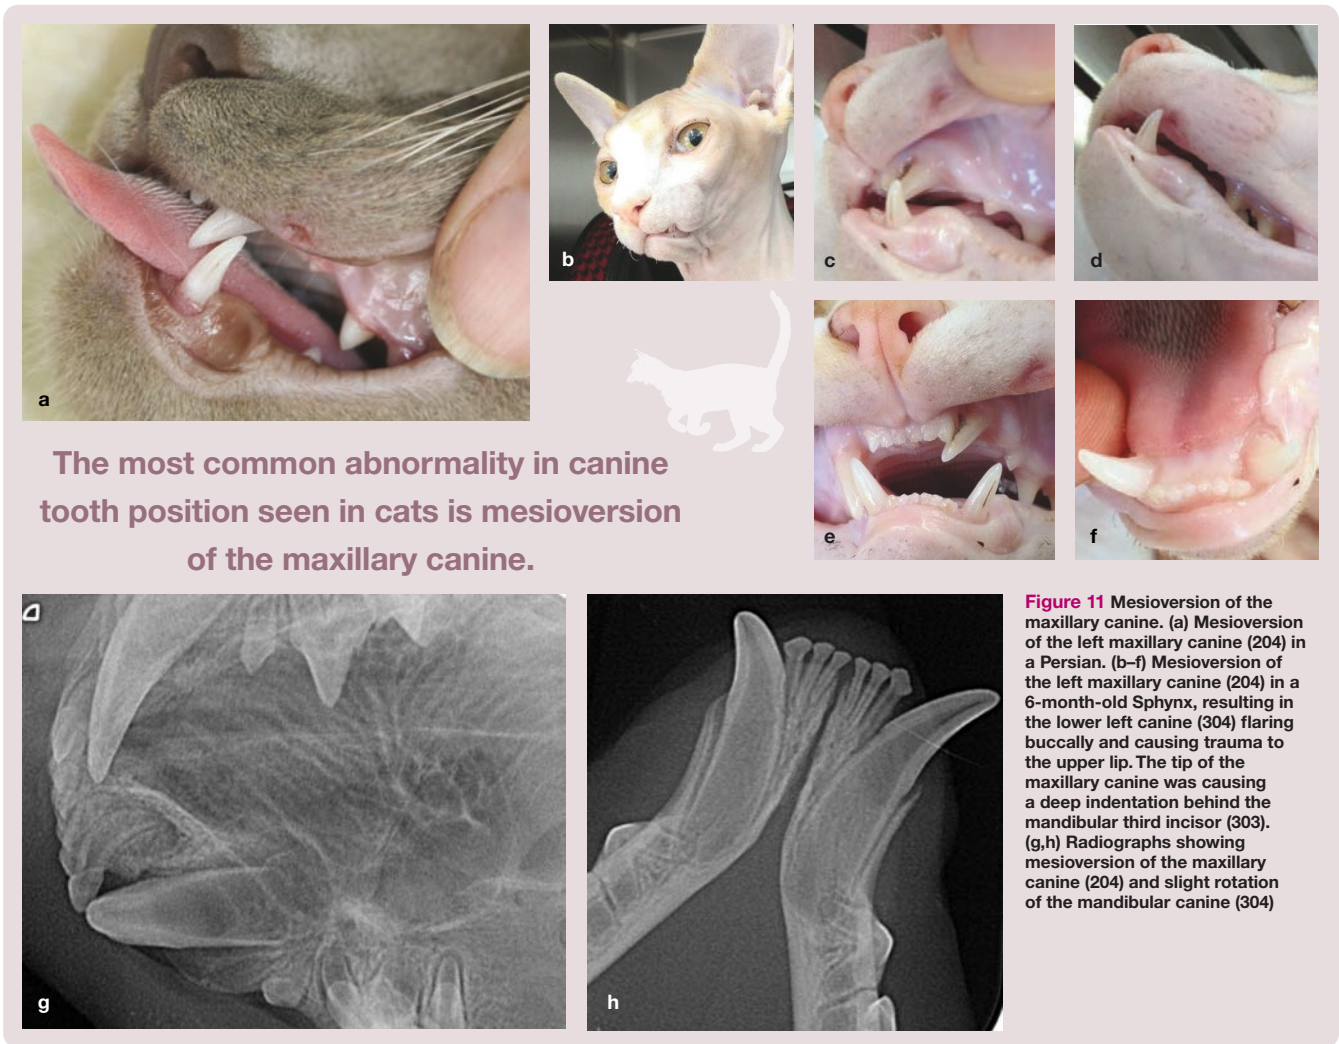 a
b
c
d
e
f
The most common abnormality in canine
tooth position seen in cats is mesioversion
of the maxillary canine.
g
h
Figure 11 Mesioversion of the
maxillary canine. (a) Mesioversion
of the left maxillary canine (204) in
a Persian. (b–f) Mesioversion of
the left maxillary canine (204) in a
6-month-old Sphynx, resulting in
the lower left canine (304) flaring
buccally and causing trauma to
the upper lip. The tip of the
maxillary canine was causing
a deep indentation behind the
mandibular third incisor (303).
(g,h) Radiographs showing
mesioversion of the maxillary
canine (204) and slight rotation
of the mandibular canine (304)